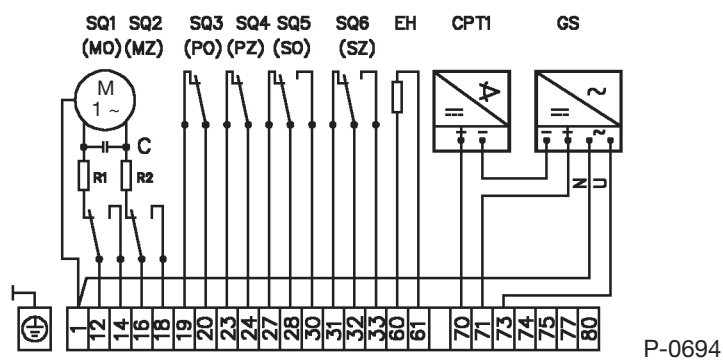 SQ1 SQ2 SQ3 SQ4 SQ5 SQ6 EH CPT1 GS
(MO) (MZ) (PO) (PZ) (SO) (SZ)
M
1 ~
A
~
C
+ − − + ~
R1 R2
N U
1 12 14 16 18 19 20 23 24 27 28 30 31 32 33 60 61 70 71 73 74 75 77 80
P-0694